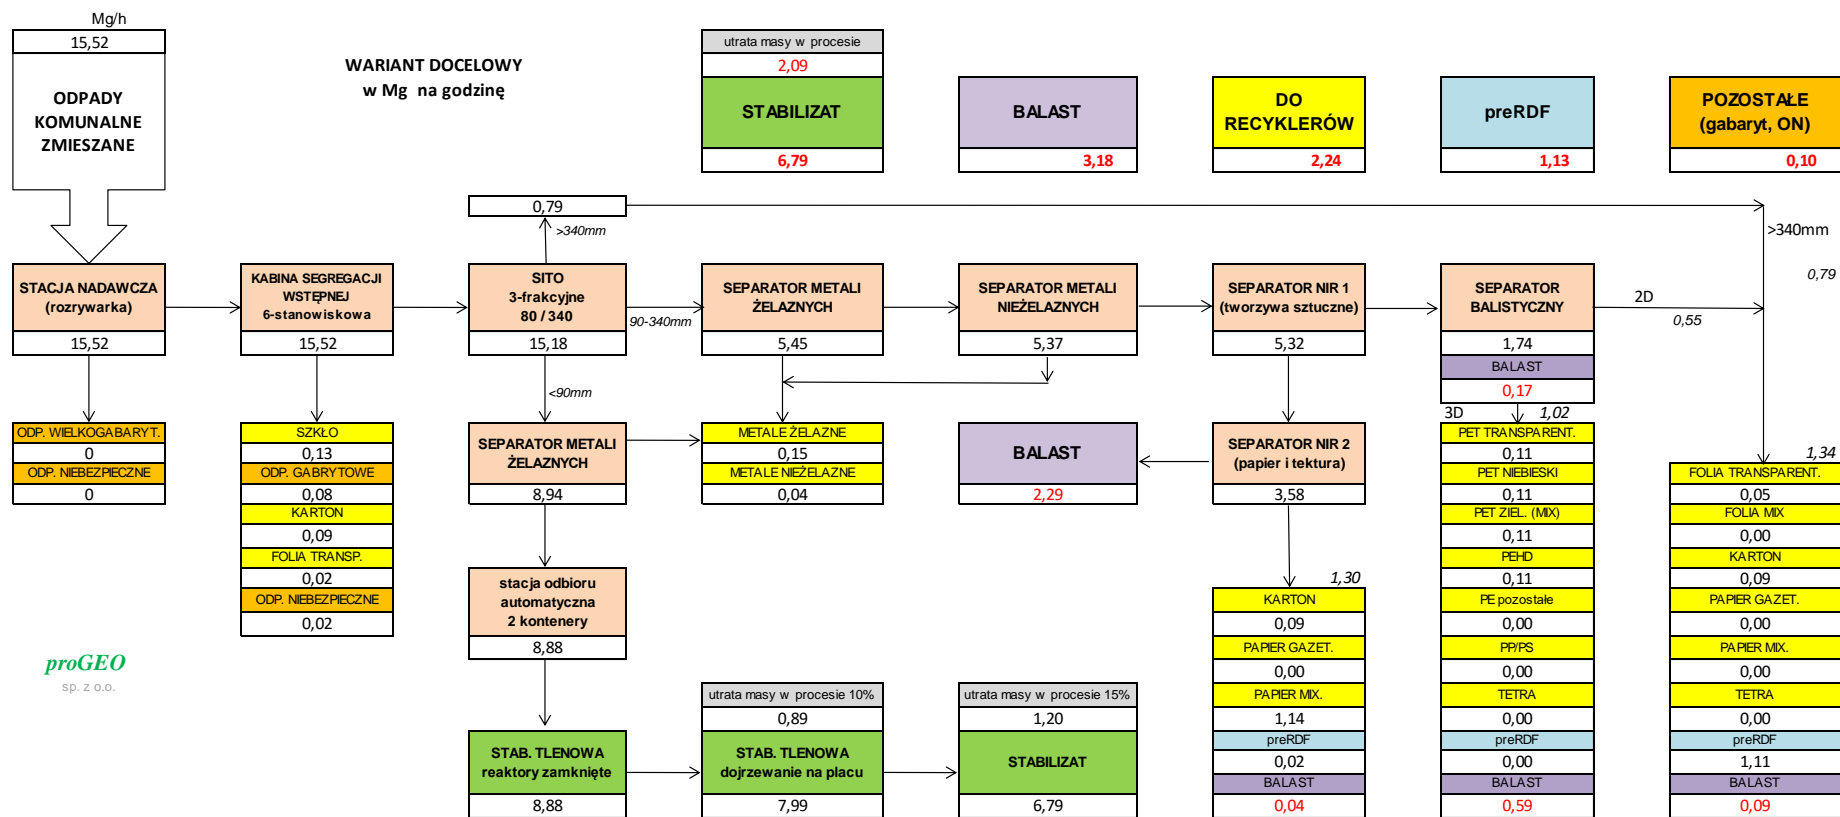 Mg/h
15,52
ODPADY
KOMUNALNE
ZMIESZANE
WARIANT DOCELOWY
w Mg na godzinę
utrata masy w procesie
2,09
STABILIZAT
6,79
BALAST
3,18
DO
RECYKLERÓW
2,24
preRDF
1,13
POZOSTAŁE
(gabaryt, ON)
0,10
0,79
>340mm
>340mm
0,79
STACJA NADAWCZA
(rozrywarka)
15,52
KABINA SEGREGACJI
WSTĘPNEJ
6-stanowiskowa
15,52
SITO
3-frakcyjne
80 / 340
15,18
90-340mm
SEPARATOR METALI
ŻELAZNYCH
5,45
SEPARATOR METALI
NIEŻELAZNYCH
5,37
SEPARATOR NIR 1
(tworzywa sztuczne)
5,32
SEPARATOR
BALISTYCZNY
1,74
BALAST
0,17
2D
0,55
<90mm
3D
1,02
1,34
ODP. WIELKOGABARYT.
0
ODP. NIEBEZPIECZNE
0
SZKŁO
0,13
ODP. GABRYTOWE
0,08
KARTON
0,09
FOLIA TRANSP.
0,02
ODP. NIEBEZPIECZNE
0,02
SEPARATOR METALI
ŻELAZNYCH
8,94
METALE ŻELAZNE
0,15
METALE NIEŻELAZNE
0,04
BALAST
2,29
SEPARATOR NIR 2
(papier i tektura)
3,58
stacja odbioru
automatyczna
2 kontenery
8,88
1,30
KARTON
0,09
PAPIER GAZET.
0,00
PAPIER MIX.
1,14
preRDF
0,02
BALAST
0,04
PET TRANSPARENT.
0,11
PET NIEBIESKI
0,11
PET ZIEL. (MIX)
0,11
PEHD
0,11
PE pozostałe
0,00
PP/PS
0,00
TETRA
0,00
preRDF
0,00
BALAST
0,59
FOLIA TRANSPARENT.
0,05
FOLIA MIX
0,00
KARTON
0,09
PAPIER GAZET.
0,00
PAPIER MIX.
0,00
TETRA
0,00
preRDF
1,11
BALAST
0,09
proGEO
sp. z o.o.
STAB. TLENOWA
reaktory zamknięte
8,88
utrata masy w procesie 10%
0,89
STAB. TLENOWA
dojrzewanie na placu
7,99
utrata masy w procesie 15%
1,20
STABILIZAT
6,79